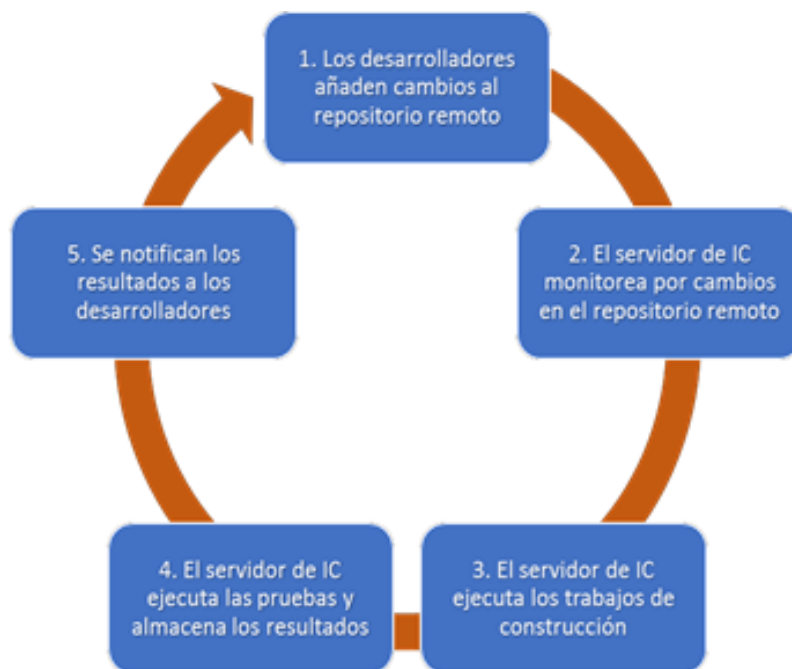 1. Los desarrolladores
añaden cambios al
repositorio remoto
2. El servidor de IC
monitorea por cambios
en el repositorio remoto
3. El servidor de IC
ejecuta los trabajos de
construcción
4. El servidor de IC
ejecuta las pruebas y
almacena los resultados
5. Se notifican los
resultados a los
desarrolladores